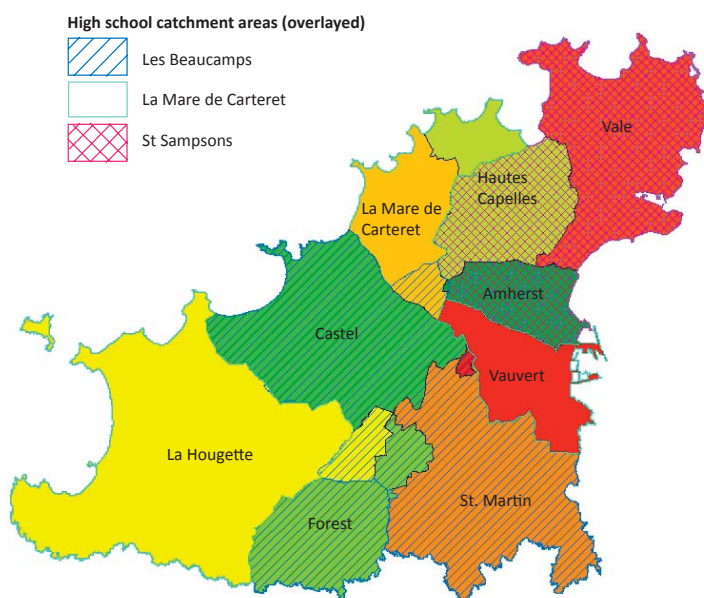 High school catchment areas (overlayed)
Les Beaucamps
La Mare de Carteret
St Sampsons
Vale
Hautes
Capelles
La Mare de
Carteret
Amherst
Castel
Vauvert
La Hougette
St. Martin
Forest